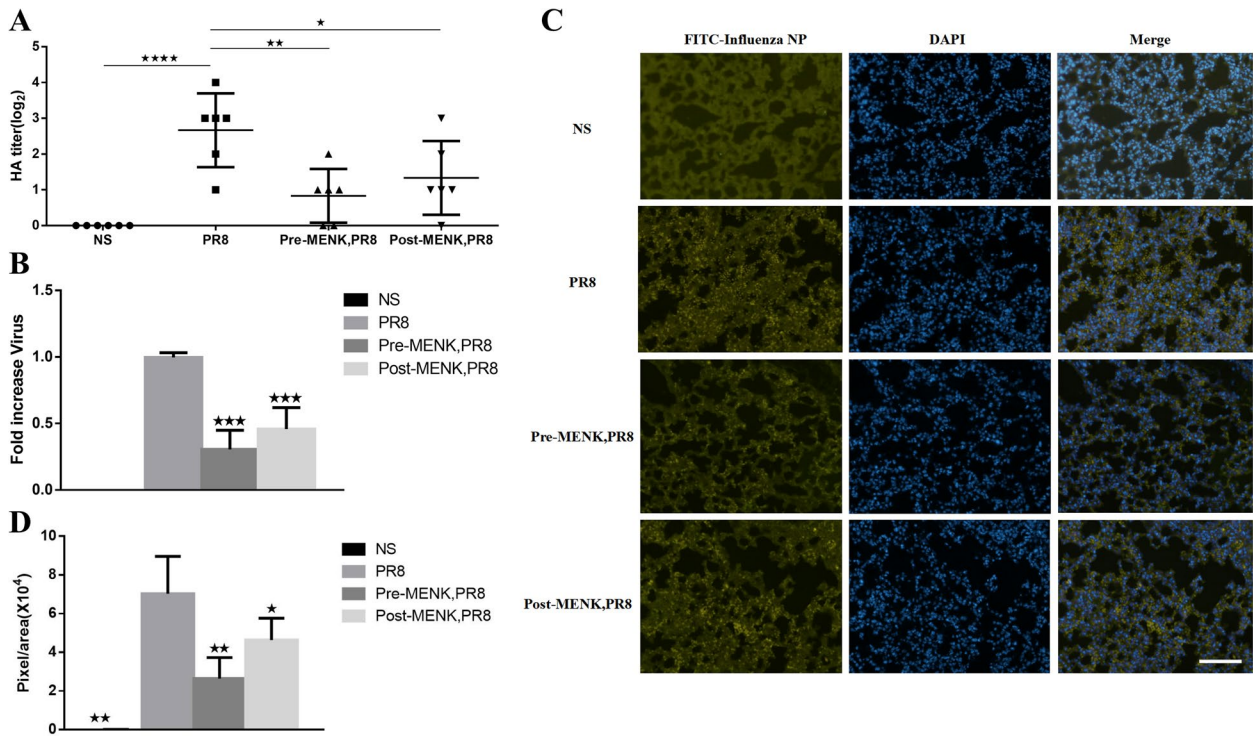 A
★
★★
★★★★
HA titer(log2)
5
4
3
2
1
0
NS
PR8
Pre-MENK,PR8
Post-MENK,PR8
B
Fold increase Virus
1.5
1.0
0.5
0.0
★★★
★★★
NS
PR8
Pre-MENK,PR8
Post-MENK,PR8
D
Pixel/area(X10⁴)
10
8
6
4
2
0
★★
★★
★
NS
PR8
Pre-MENK,PR8
Post-MENK,PR8
C
FITC-Influenza NP
DAPI
Merge
NS
PR8
Pre-MENK,PR8
Post-MENK,PR8